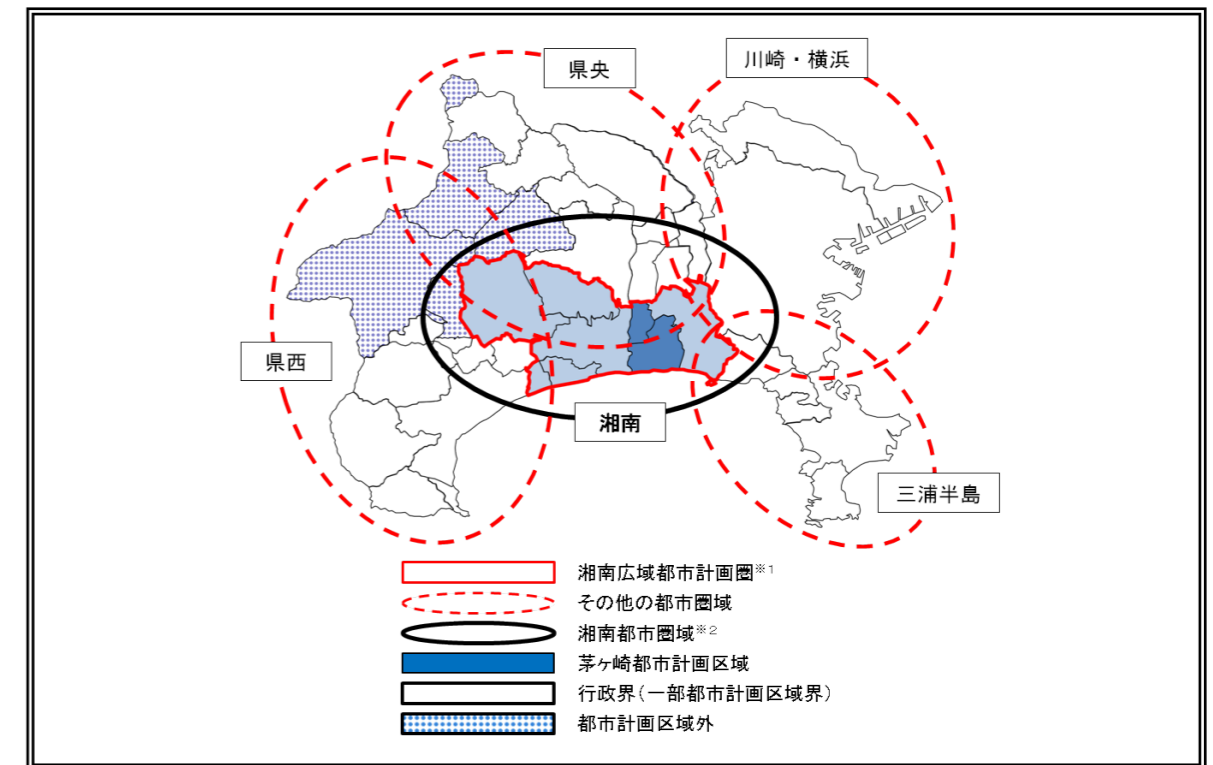 県央
川崎・横浜
県西
湘南
三浦半島
湘南広域都市計画圏※1
その他の都市圏域
湘南都市圏域※2
茅ヶ崎都市計画区域
行政界(一部都市計画区域界)
都市計画区域外